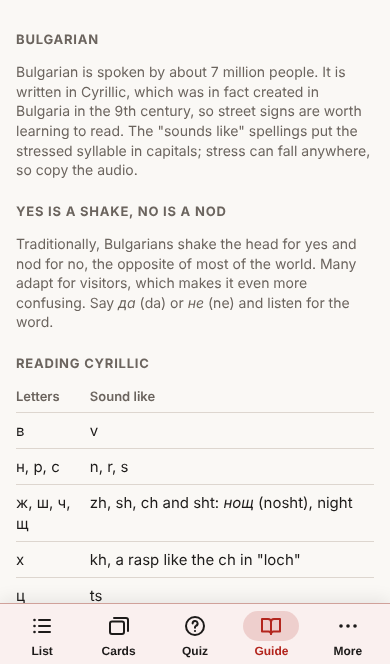 BULGARIAN
Bulgarian is spoken by about 7 million people. It is
written in Cyrillic, which was in fact created in
Bulgaria in the 9th century, so street signs are worth
learning to read. The "sounds like" spellings put the
stressed syllable in capitals; stress can fall anywhere,
so copy the audio.
YES IS A SHAKE, NO IS A NOD
Traditionally, Bulgarians shake the head for yes and
nod for no, the opposite of most of the world. Many
adapt for visitors, which makes it even more
confusing. Say да (da) or не (ne) and listen for the
word.
READING CYRILLIC
Letters Sound like
в v
н, р, с n, r, s
ж, ш, ч, zh, sh, ch and sht: нощ (nosht), night
щ
х kh, a rasp like the ch in "loch"
ц ts
List Cards Quiz Guide More